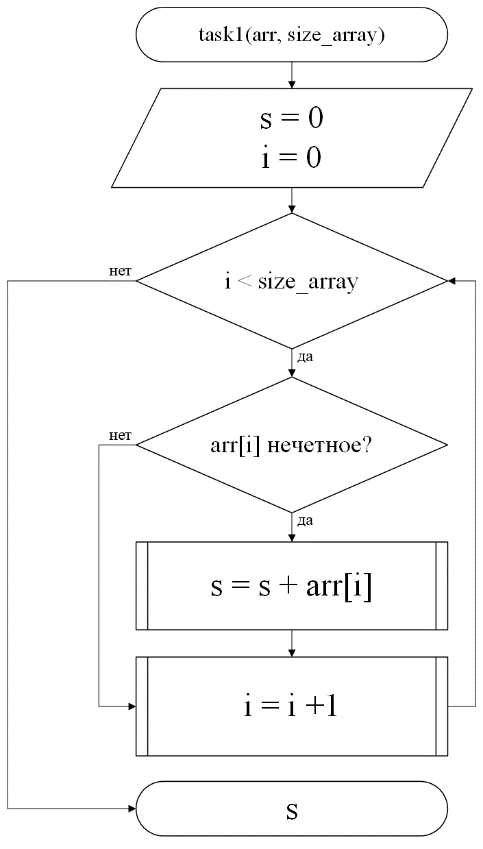 task1(arr, size_array)
s = 0
i = 0
нет
i < size_array
да
нет
arr[i] нечетное?
да
s = s + arr[i]
i = i +1
s